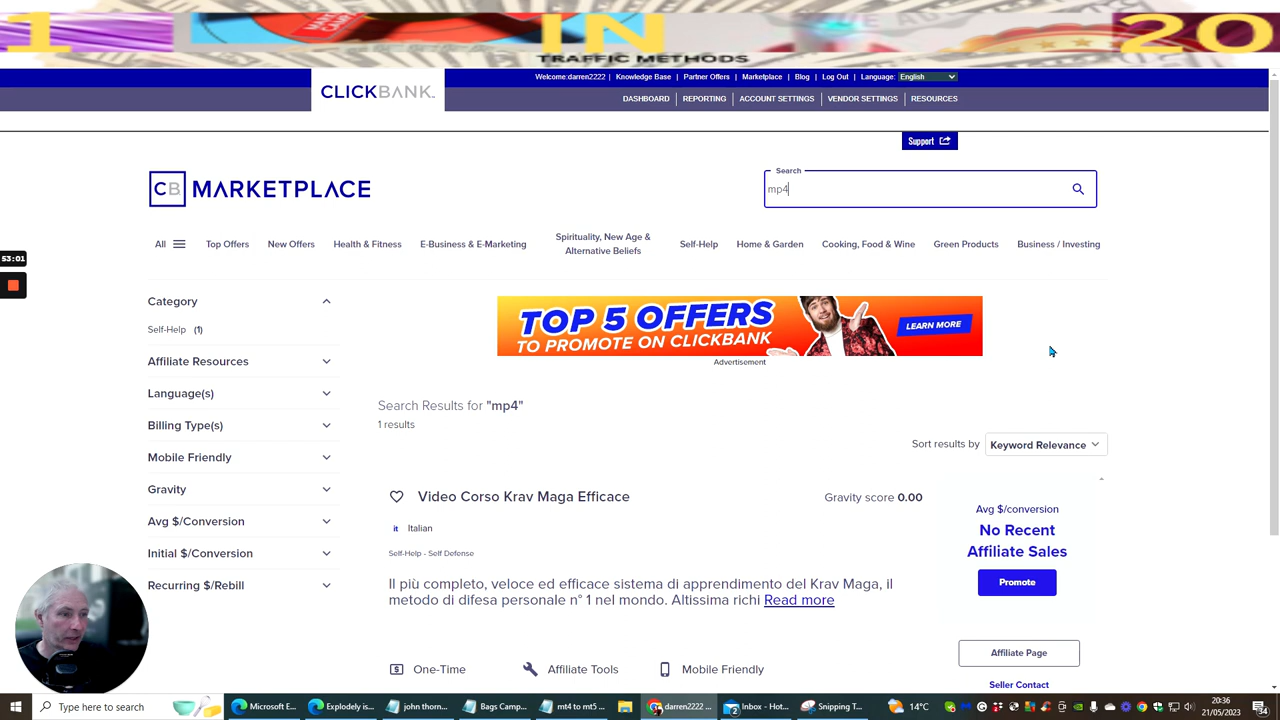 1 IN 20
TRAFFIC METHODS
CLICKBANK
Welcome:darren2222 | Knowledge Base | Partner Offers | Marketplace | Blog | Log Out | Language: English
DASHBOARD | REPORTING | ACCOUNT SETTINGS | VENDOR SETTINGS | RESOURCES
Support
CB MARKETPLACE
Search
mp4
All
Top Offers
New Offers
Health & Fitness
E-Business & E-Marketing
Spirituality, New Age &
Alternative Beliefs
Self-Help
Home & Garden
Cooking, Food & Wine
Green Products
Business / Investing
53:01
Category
Self-Help (1)
Affiliate Resources
Language(s)
Billing Type(s)
Mobile Friendly
Gravity
Avg $/Conversion
Initial $/Conversion
Recurring $/Rebill
TOP 5 OFFERS
TO PROMOTE ON CLICKBANK
LEARN MORE
Advertisement
Search Results for "mp4"
1 results
Sort results by Keyword Relevance
Video Corso Krav Maga Efficace
Gravity score 0.00
it Italian
Self-Help - Self Defense
Il più completo, veloce ed efficace sistema di apprendimento del Krav Maga, il
metodo di difesa personale n° 1 nel mondo. Altissima richi Read more
One-Time
Affiliate Tools
Mobile Friendly
Avg $/conversion
No Recent
Affiliate Sales
Promote
Affiliate Page
Seller Contact
Type here to search
Microsoft E...
Explodely is...
john thorn...
Bags Camp...
mt4 to mt5 ...
darren2222 ...
Inbox - Hot...
Snipping T...
14°C
20:36
21/05/2023